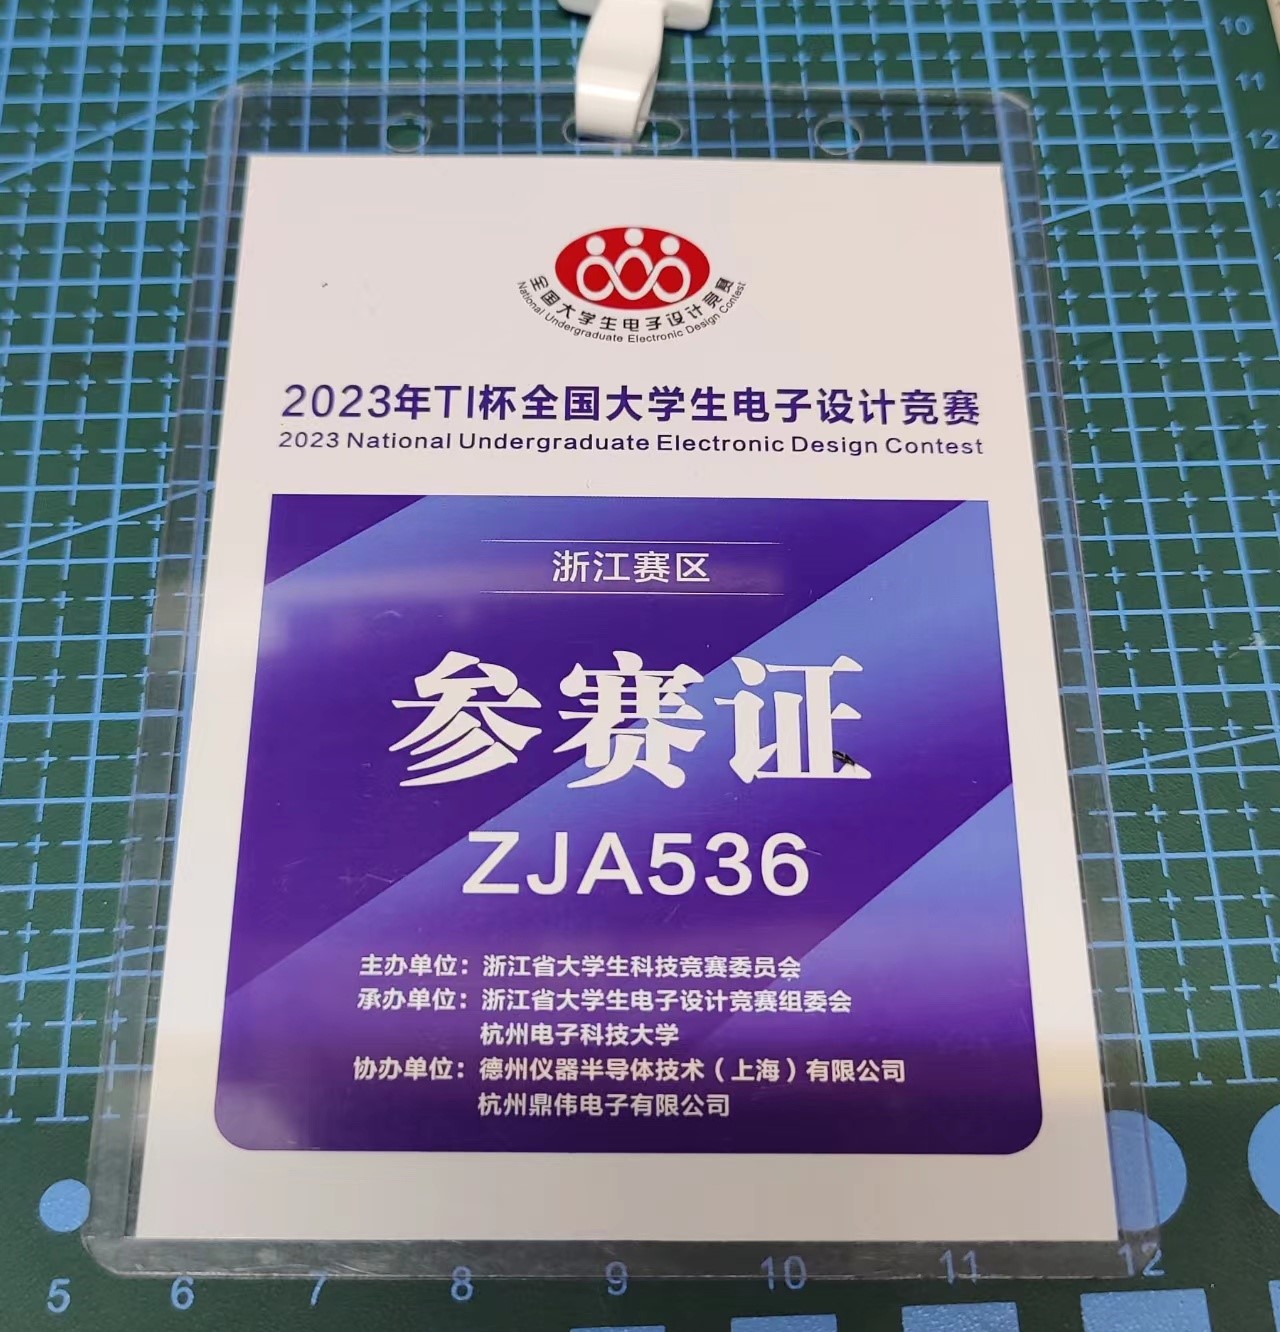 10
11
12
全国大学生电子设计竞赛
National Undergraduate Electronic Design Contest
2023年TI杯全国大学生电子设计竞赛
2023 National Undergraduate Electronic Design Contest
浙江赛区
参赛证
ZJA536
主办单位：浙江省大学生科技竞赛委员会
承办单位：浙江省大学生电子设计竞赛组委会
杭州电子科技大学
协办单位：德州仪器半导体技术（上海）有限公司
杭州鼎伟电子有限公司
5 6 7 8 9 10 11 12